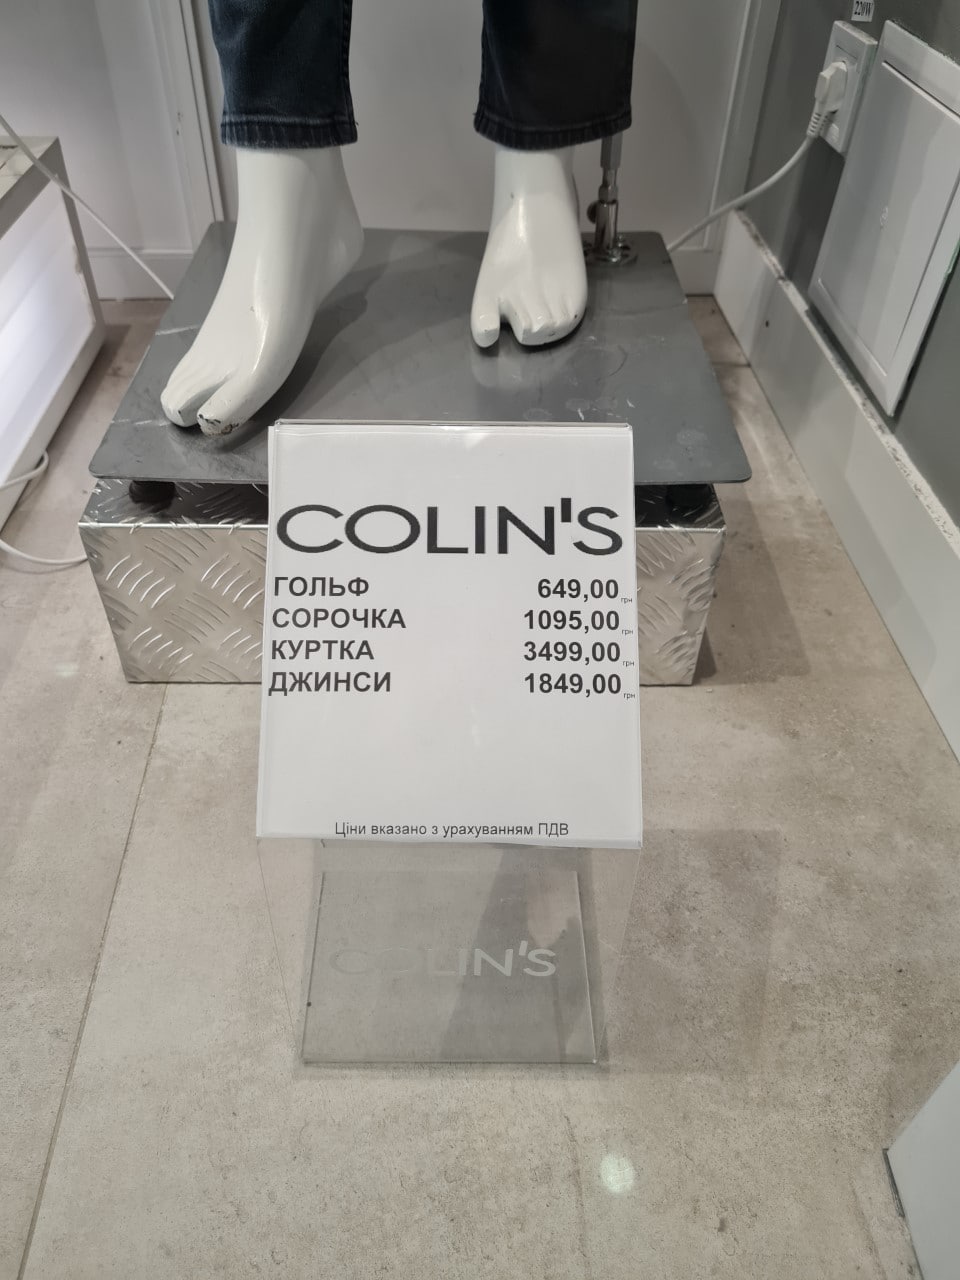 220W
COLIN'S
ГОЛЬФ 649,00 грн
СОРОЧКА 1095,00 грн
КУРТКА 3499,00 грн
ДЖИНСИ 1849,00 грн
Ціни вказано з урахуванням ПДВ
COLIN'S